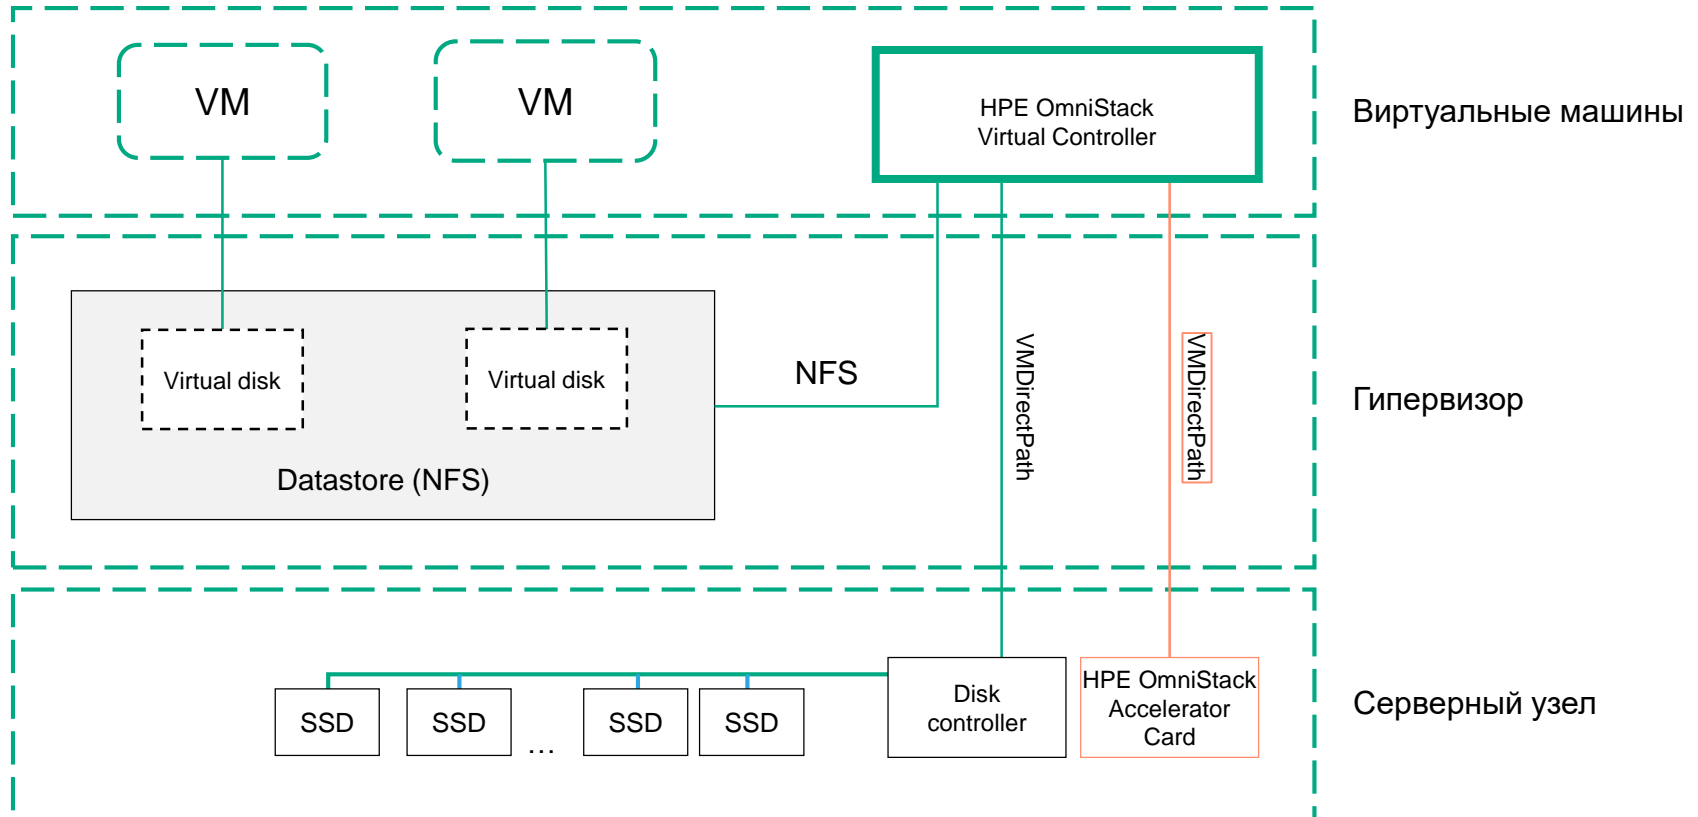 VM
VM
HPE OmniStack
Virtual Controller
Виртуальные машины
Virtual disk
Virtual disk
Datastore (NFS)
NFS
VMDirectPath
VMDirectPath
Гипервизор
SSD
SSD
...
SSD
SSD
Disk
controller
HPE OmniStack
Accelerator
Card
Серверный узел